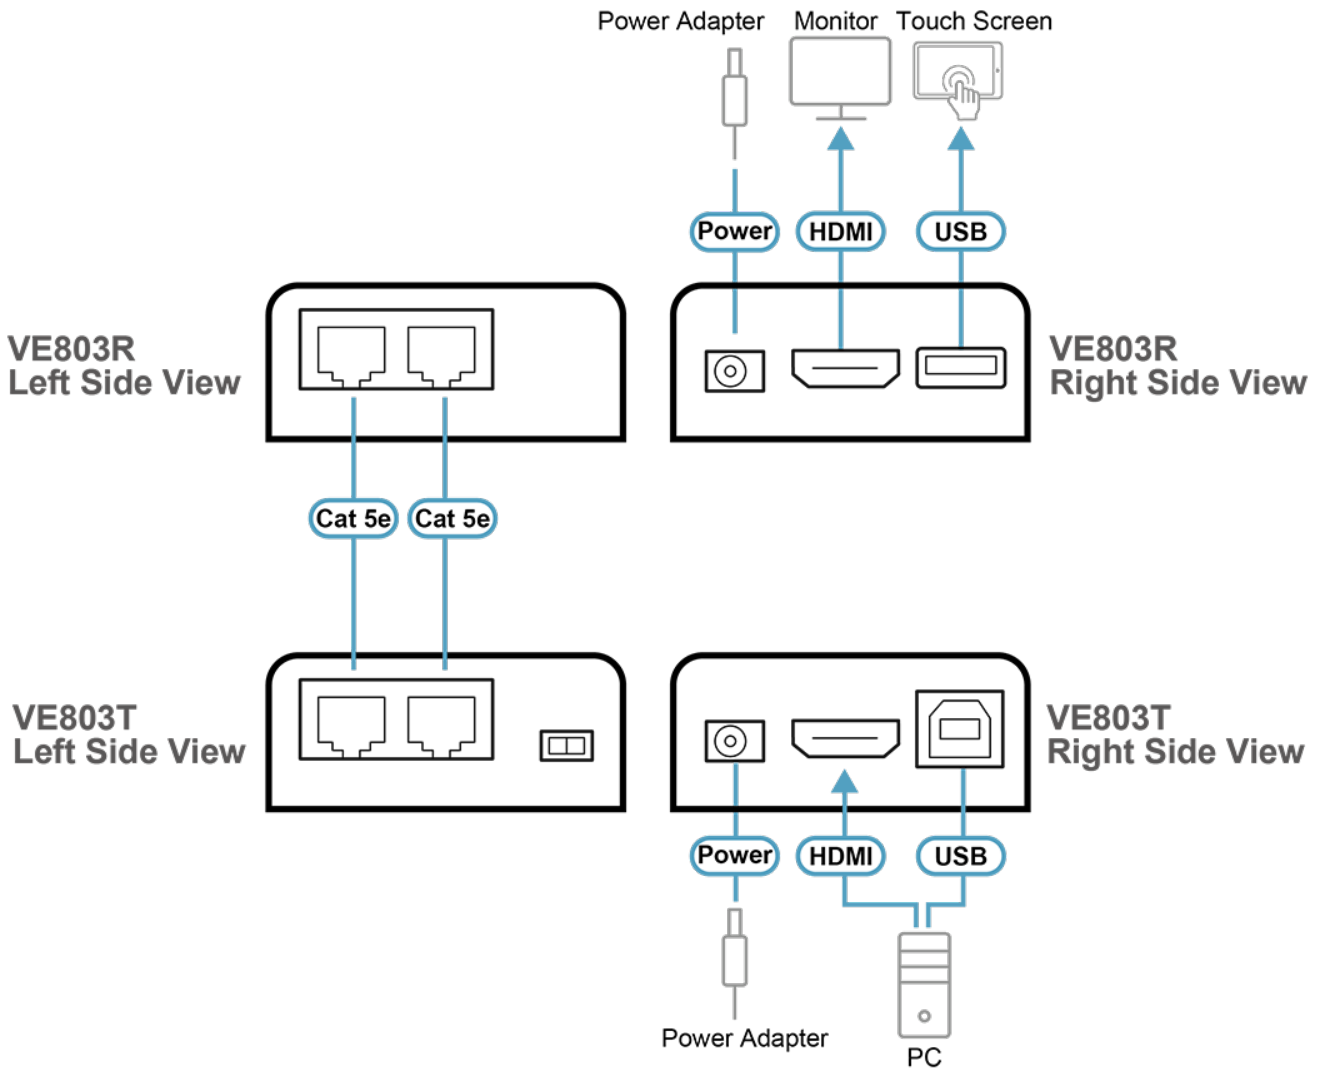 Power Adapter
Monitor
Touch Screen
Power
HDMI
USB
VE803R
Left Side View
VE803R
Right Side View
Cat 5e
Cat 5e
VE803T
Left Side View
VE803T
Right Side View
Power
HDMI
USB
Power Adapter
PC